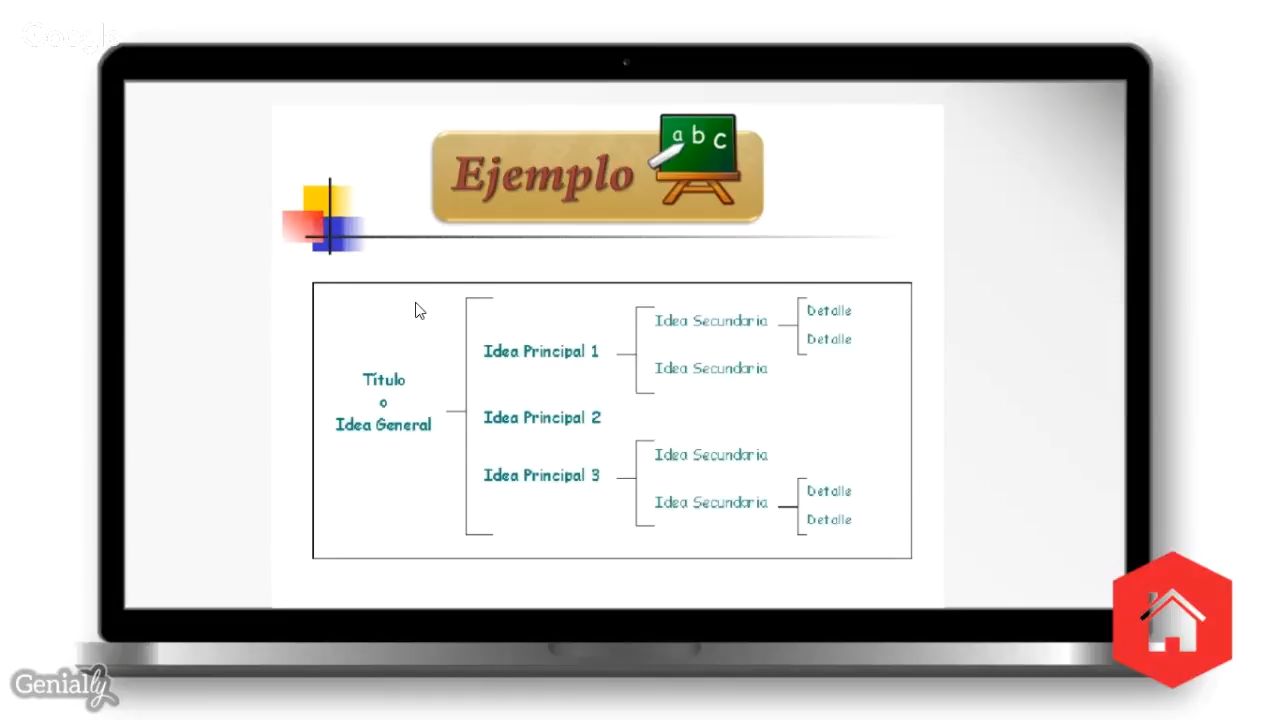 Google
a b c
Ejemplo
Título
o
Idea General
Idea Principal 1
Idea Secundaria
Detalle
Detalle
Idea Secundaria
Idea Principal 2
Idea Principal 3
Idea Secundaria
Idea Secundaria
Detalle
Detalle
Genially